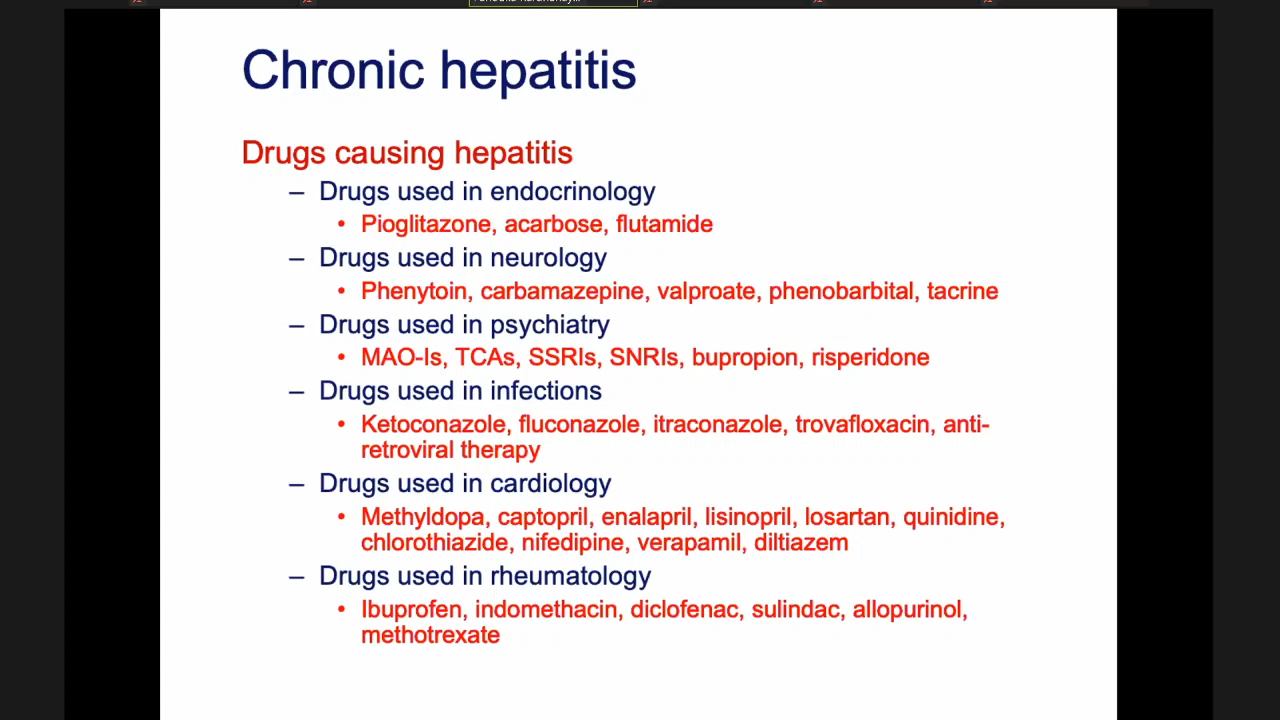 Chronic hepatitis
Drugs causing hepatitis
– Drugs used in endocrinology
• Pioglitazone, acarbose, flutamide
– Drugs used in neurology
• Phenytoin, carbamazepine, valproate, phenobarbital, tacrine
– Drugs used in psychiatry
• MAO-Is, TCAs, SSRIs, SNRIs, bupropion, risperidone
– Drugs used in infections
• Ketoconazole, fluconazole, itraconazole, trovafloxacin, anti-
retroviral therapy
– Drugs used in cardiology
• Methyldopa, captopril, enalapril, lisinopril, losartan, quinidine,
chlorothiazide, nifedipine, verapamil, diltiazem
– Drugs used in rheumatology
• Ibuprofen, indomethacin, diclofenac, sulindac, allopurinol,
methotrexate